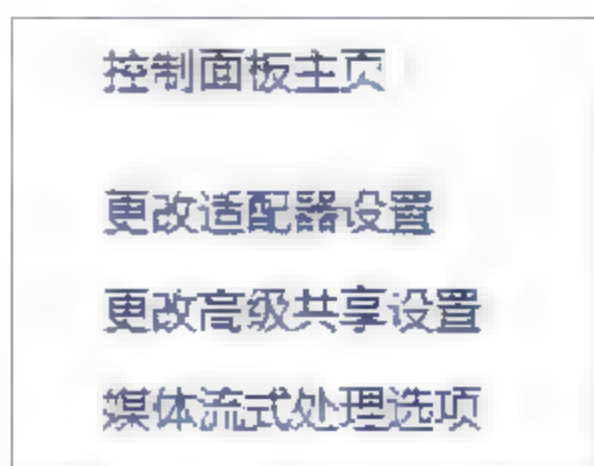 控制面板主页
更改适配器设置
更改高级共享设置
媒体流式处理选项